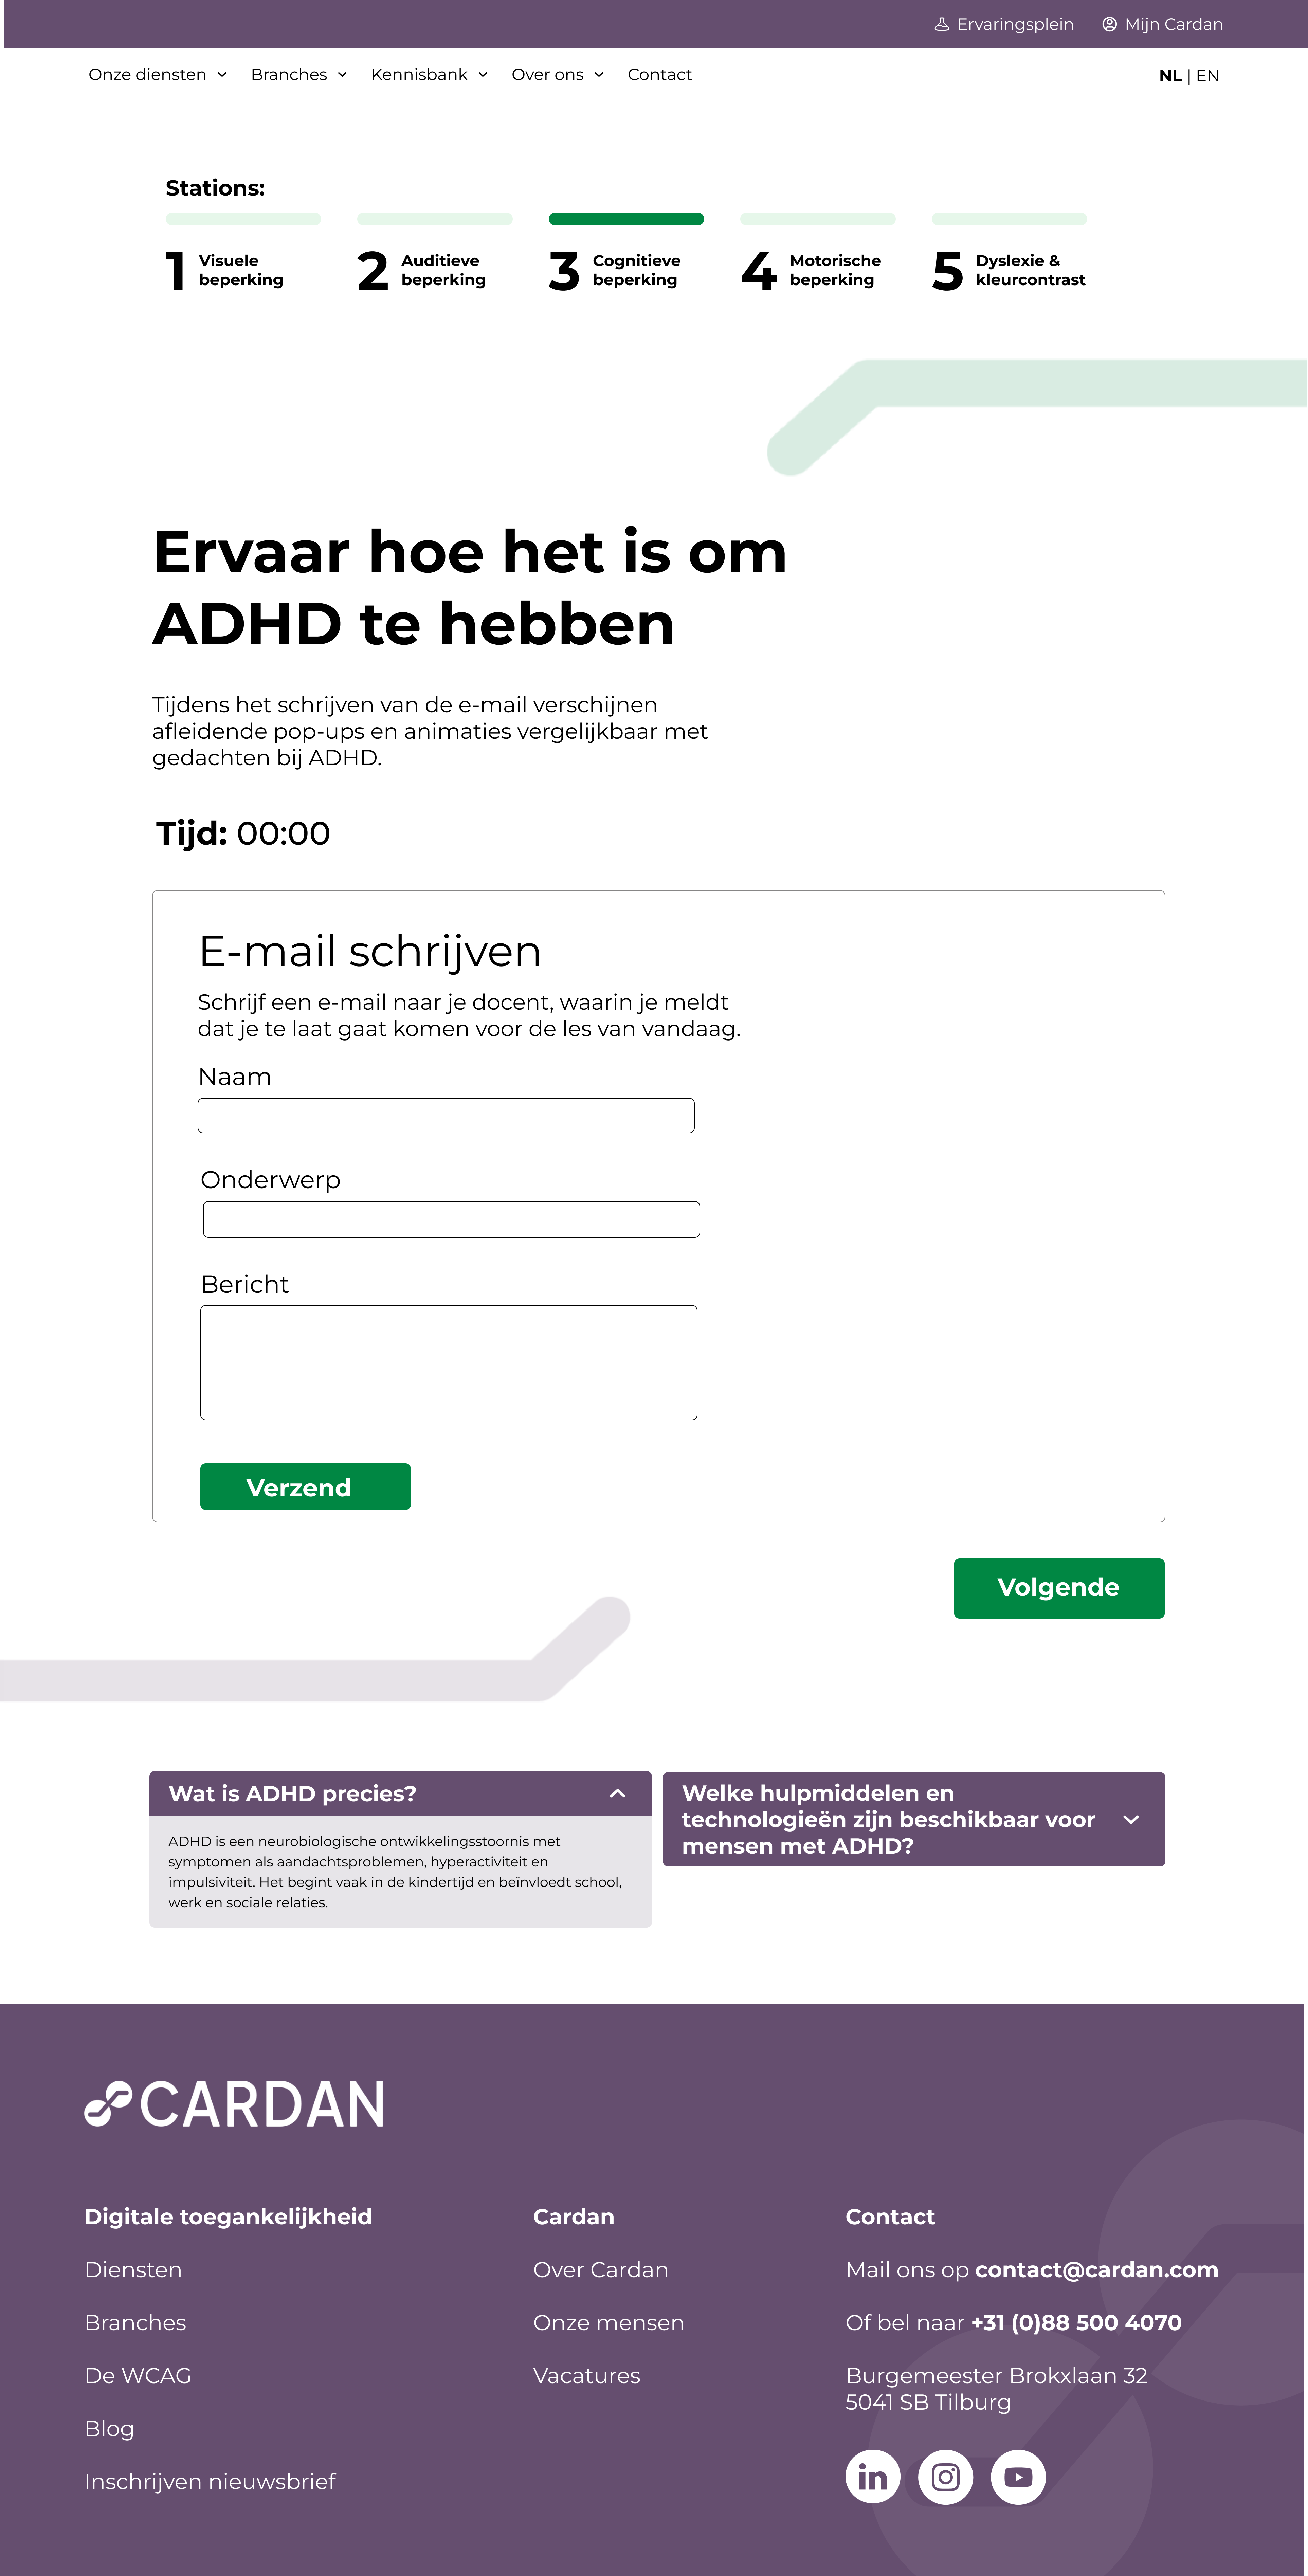 Ervaringsplein
Mijn Cardan
Onze diensten
Branches
Kennisbank
Over ons
Contact
NL | EN
Stations:
1 Visuele
beperking
2 Auditieve
beperking
3 Cognitieve
beperking
4 Motorische
beperking
5 Dyslexie &
kleurcontrast
Ervaar hoe het is om
ADHD te hebben
Tijdens het schrijven van de e-mail verschijnen
afleidende pop-ups en animaties vergelijkbaar met
gedachten bij ADHD.
Tijd: 00:00
E-mail schrijven
Schrijf een e-mail naar je docent, waarin je meldt
dat je te laat gaat komen voor de les van vandaag.
Naam
Onderwerp
Bericht
Verzend
Volgende
Wat is ADHD precies?
ADHD is een neurobiologische ontwikkelingsstoornis met
symptomen als aandachtsproblemen, hyperactiviteit en
impulsiviteit. Het begint vaak in de kindertijd en beïnvloedt school,
werk en sociale relaties.
Welke hulpmiddelen en
technologieën zijn beschikbaar voor
mensen met ADHD?
CARDAN
Digitale toegankelijkheid
Diensten
Branches
De WCAG
Blog
Inschrijven nieuwsbrief
Cardan
Over Cardan
Onze mensen
Vacatures
Contact
Mail ons op contact@cardan.com
Of bel naar +31 (0)88 500 4070
Burgemeester Brokxlaan 32
5041 SB Tilburg
in